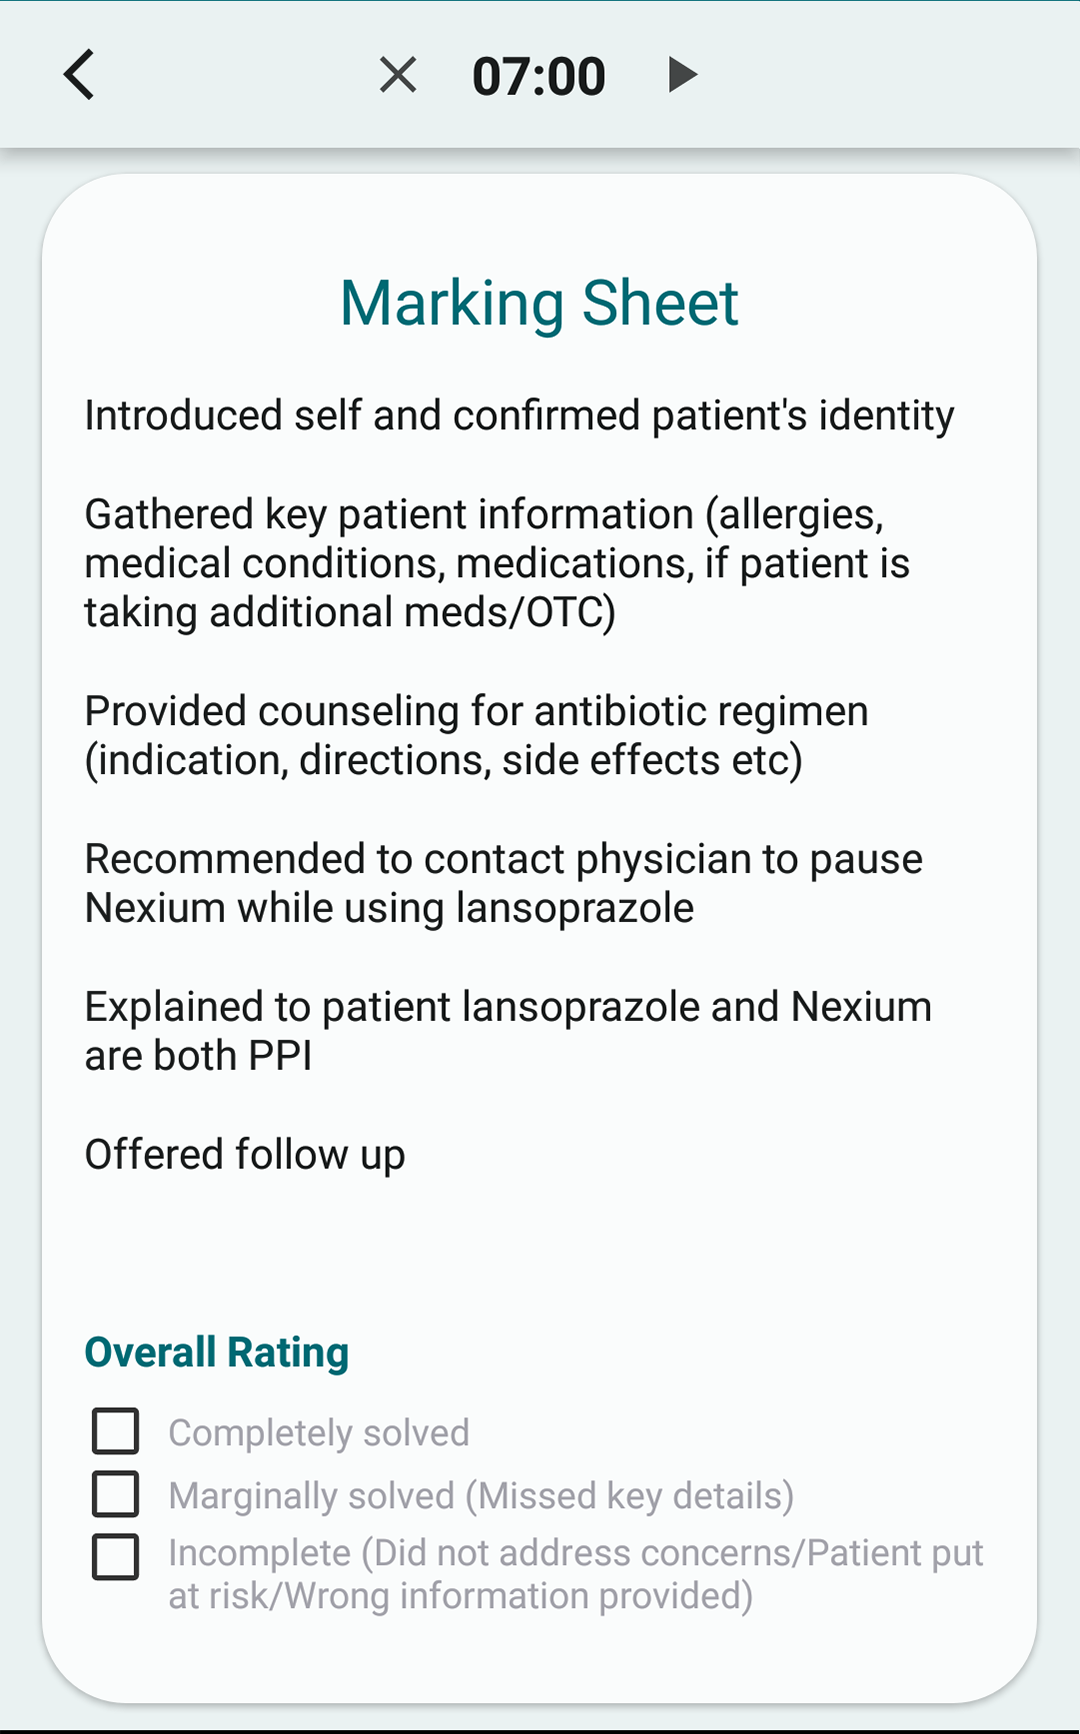 07:00
Marking Sheet
Introduced self and confirmed patient's identity
Gathered key patient information (allergies,
medical conditions, medications, if patient is
taking additional meds/OTC)
Provided counseling for antibiotic regimen
(indication, directions, side effects etc)
Recommended to contact physician to pause
Nexium while using lansoprazole
Explained to patient lansoprazole and Nexium
are both PPI
Offered follow up
Overall Rating
Completely solved
Marginally solved (Missed key details)
Incomplete (Did not address concerns/Patient put
at risk/Wrong information provided)